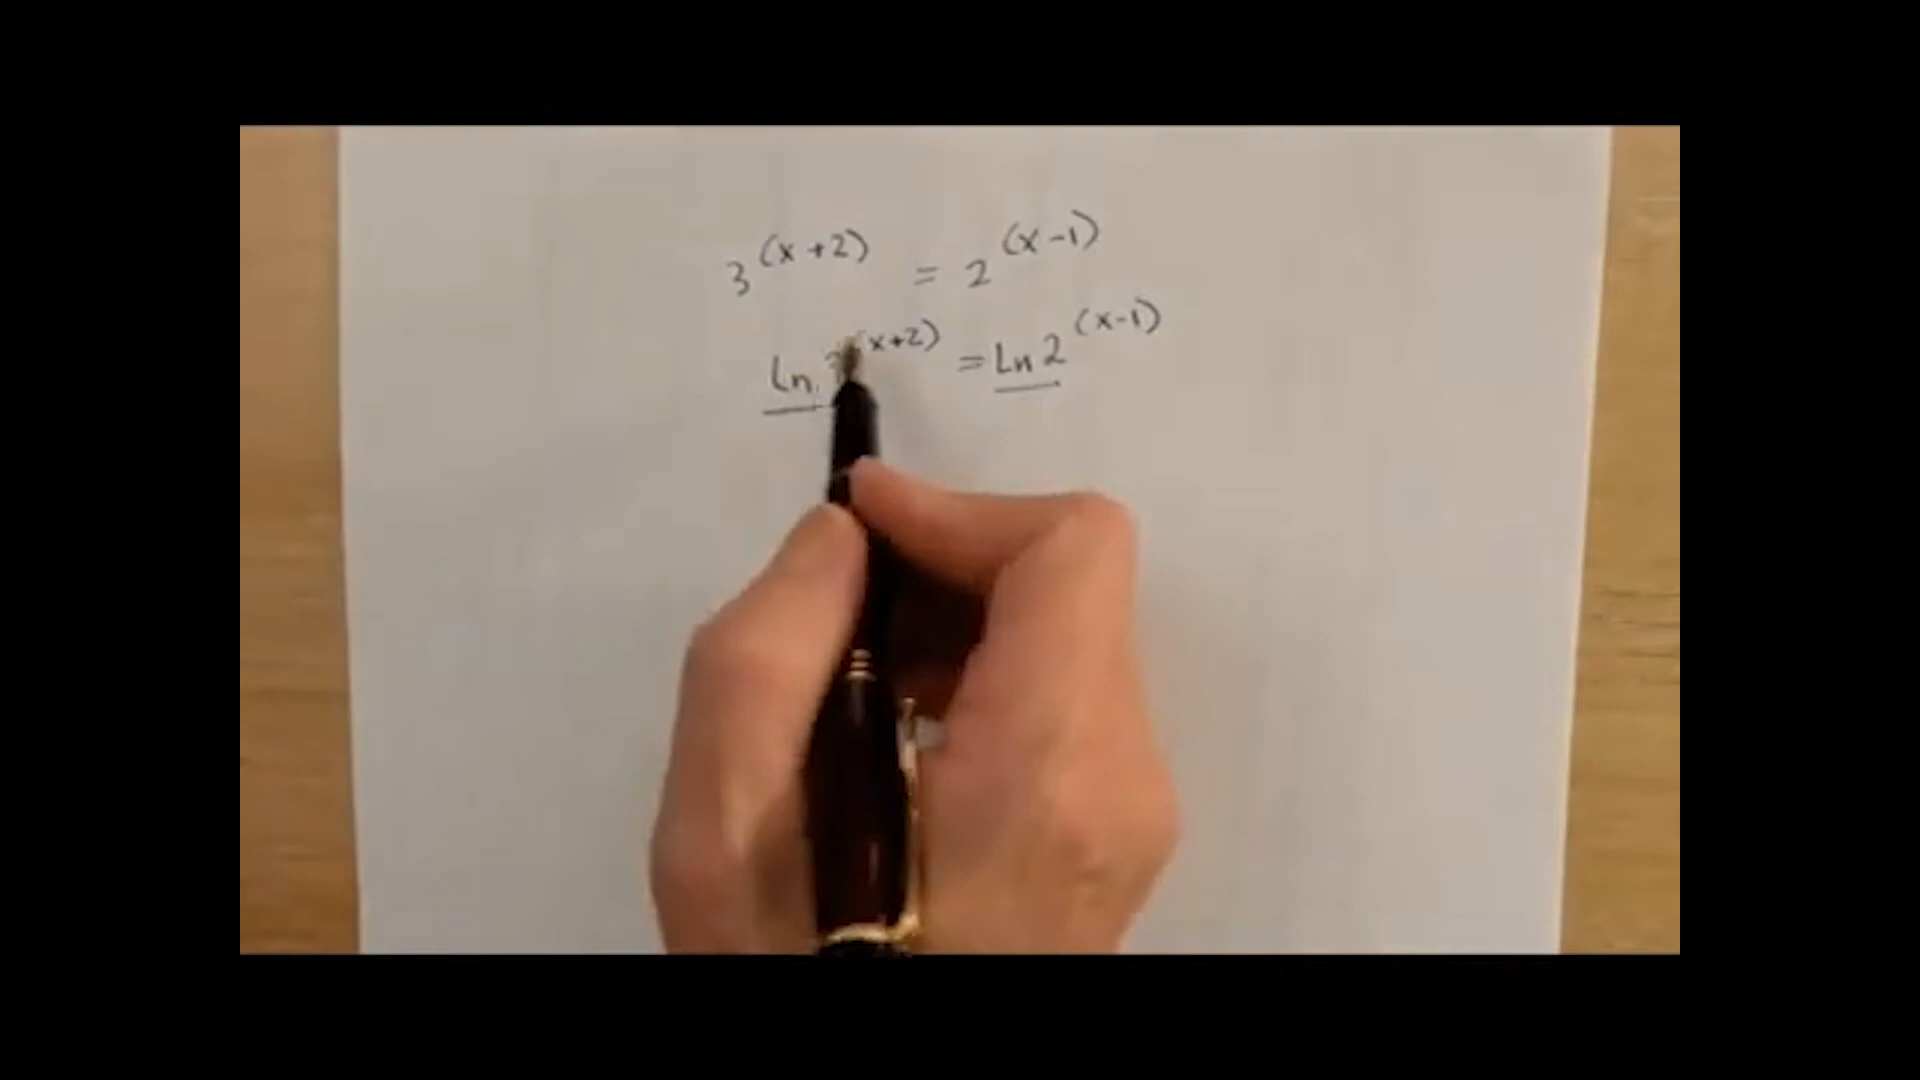 3^(x+2) = 2^(x-1)
Ln 3^(x+2) = Ln 2^(x-1)